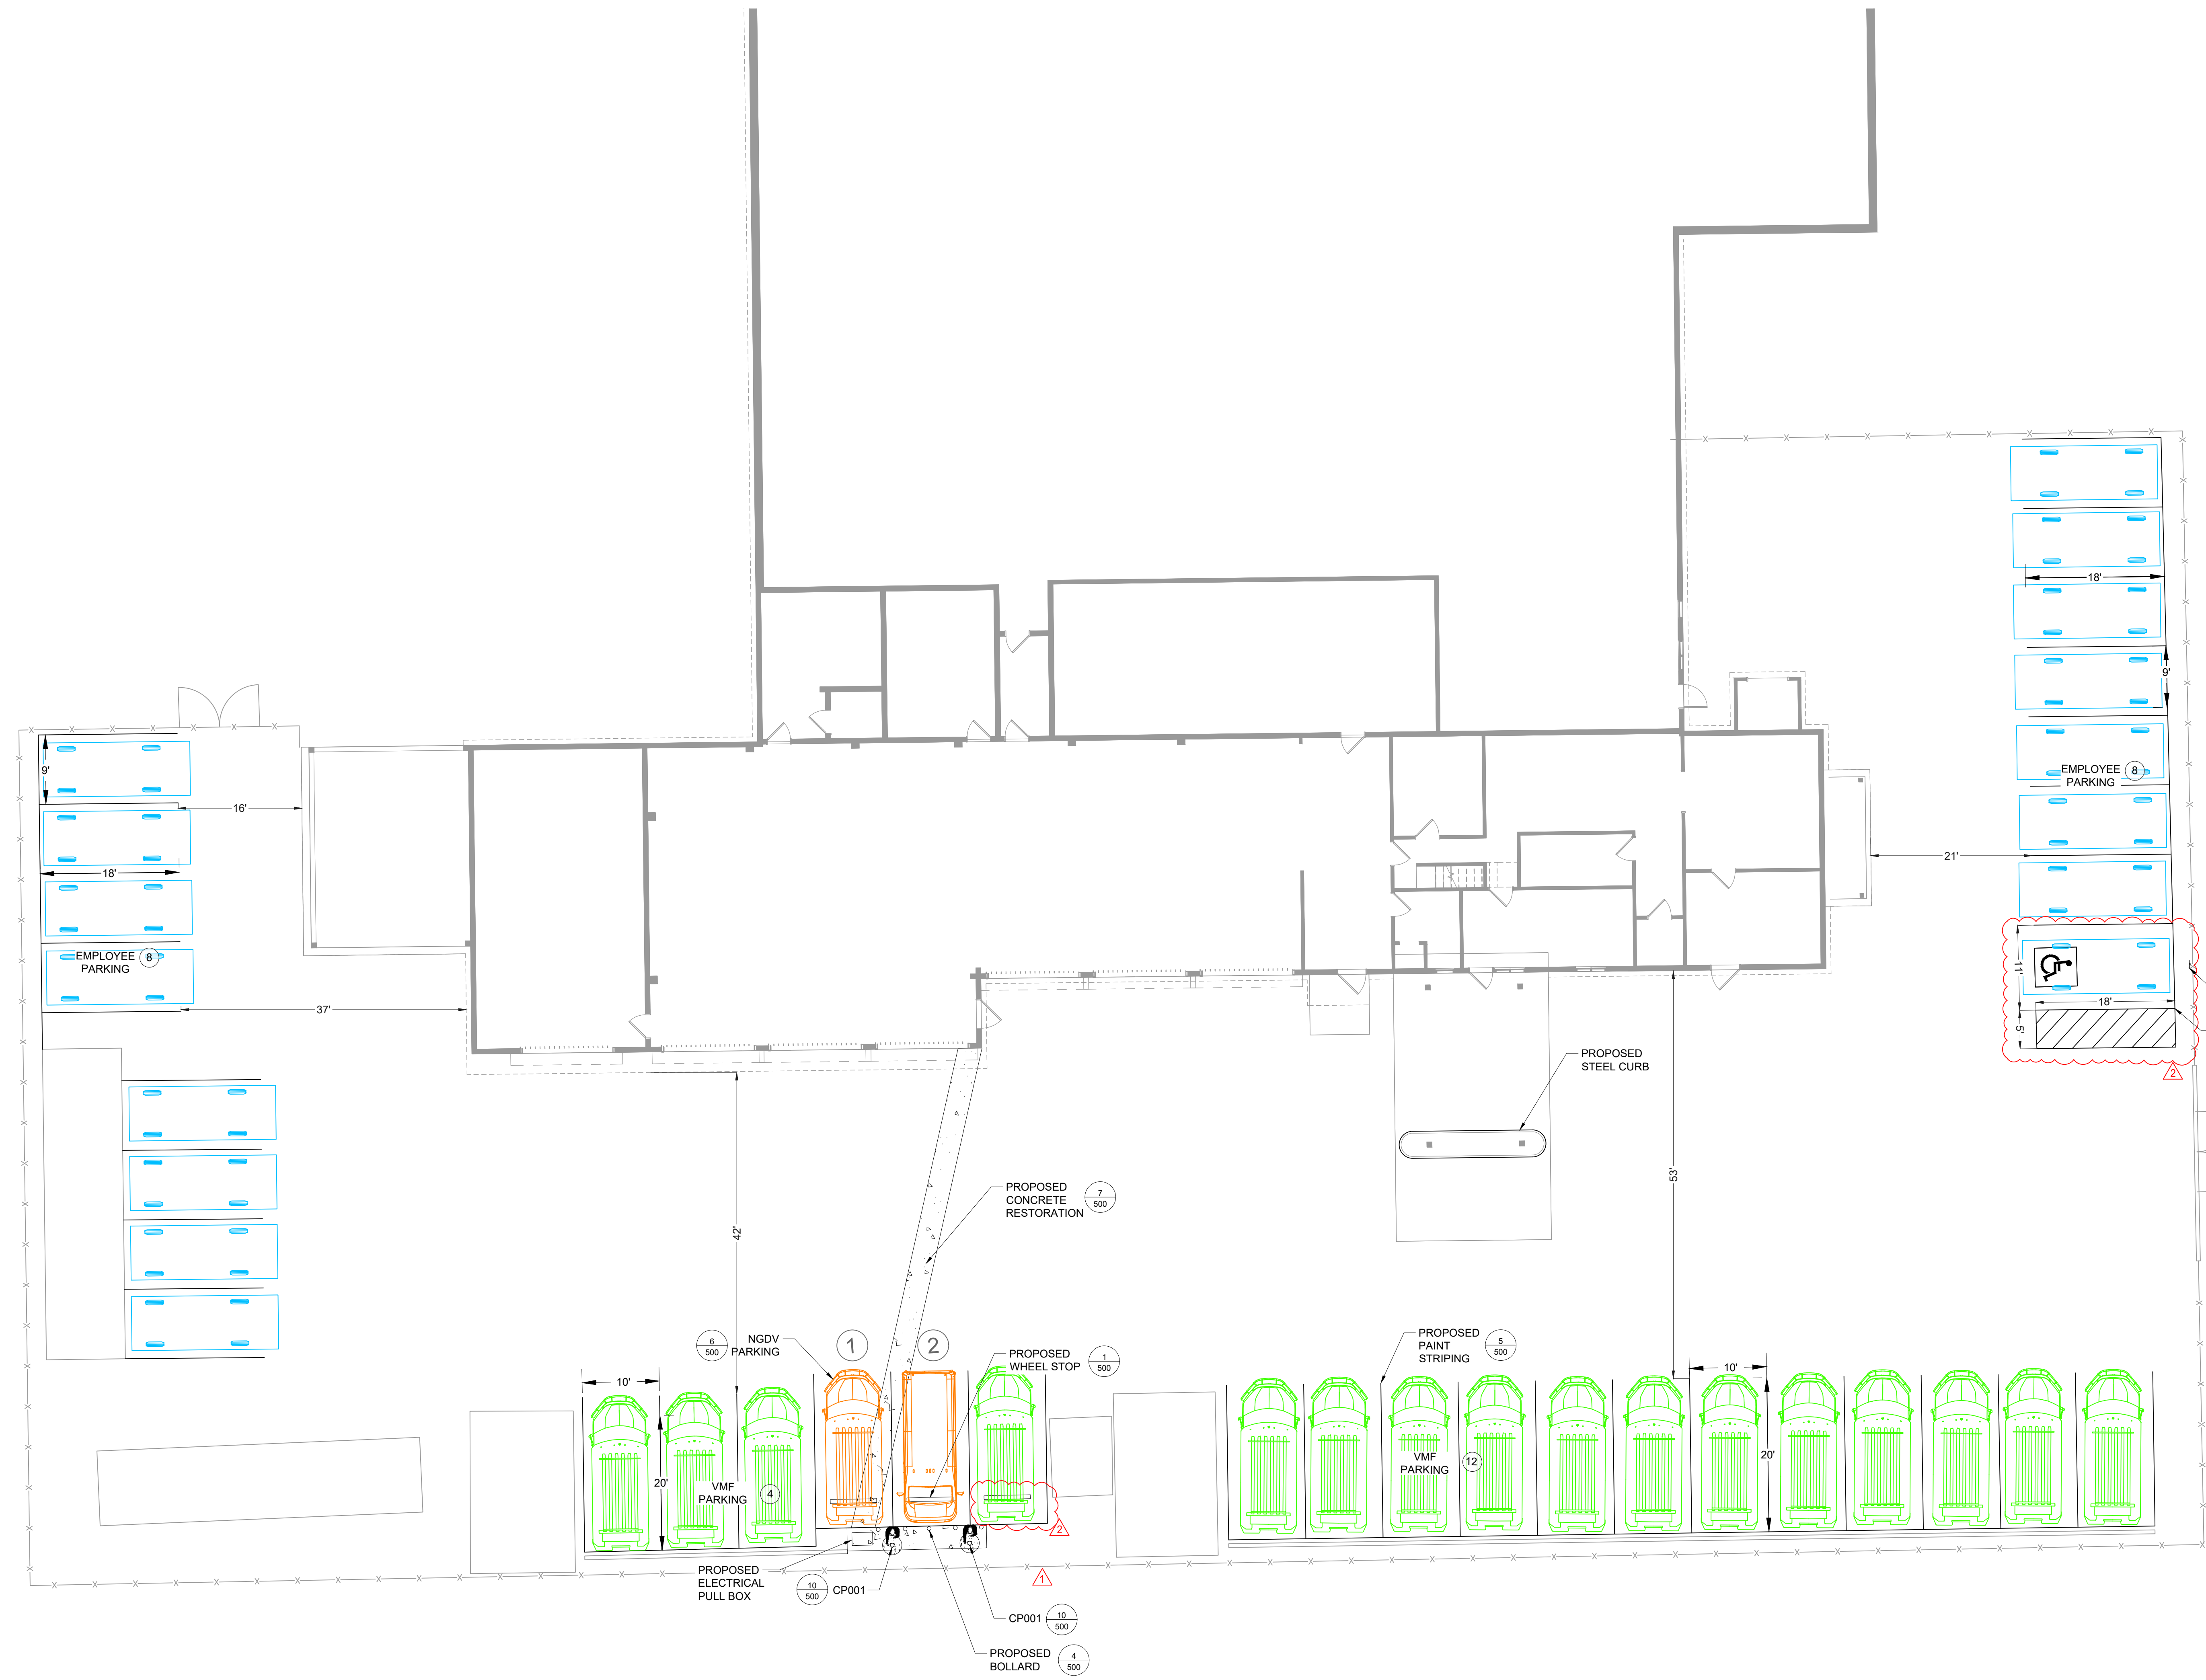 18'
9'
EMPLOYEE 8
PARKING
9'
16'
18'
EMPLOYEE 8
PARKING
37'
21'
11'
18'
5'
2
PROPOSED
STEEL CURB
53'
42'
PROPOSED
CONCRETE
RESTORATION
7
500
6
500
NGDV
PARKING
1
2
PROPOSED
WHEEL STOP
1
500
PROPOSED
PAINT
STRIPING
5
500
10'
10'
20'
VMF
PARKING 4
VMF
PARKING 12
20'
2
PROPOSED
ELECTRICAL
PULL BOX
10
500
CP001
1
CP001
10
500
PROPOSED
BOLLARD
4
500